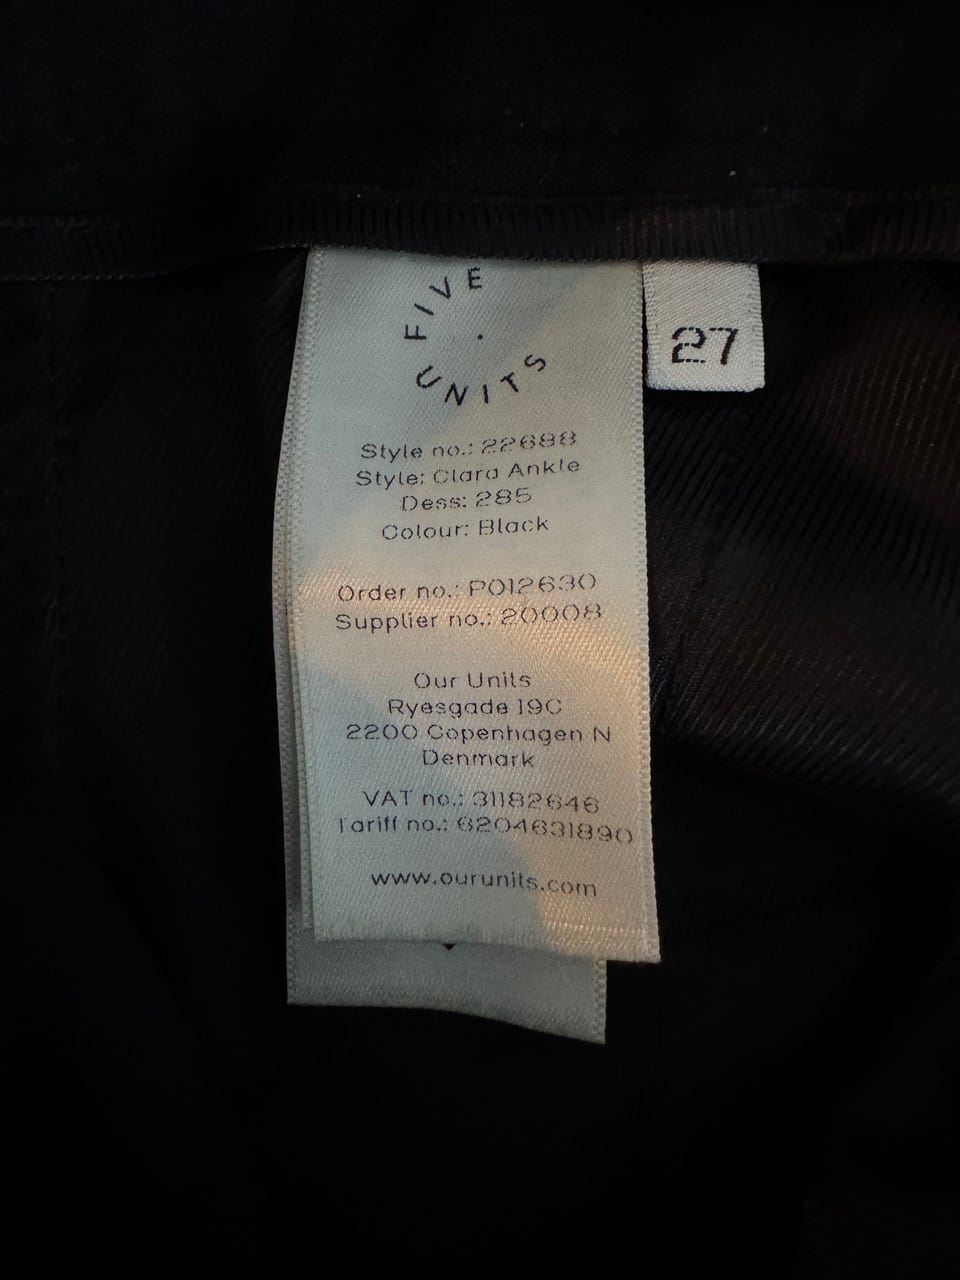 FIVE
UNITS
27
Style no.: 22688
Style: Clara Ankle
Dess: 285
Colour: Black
Order no.: PO12630
Supplier no.: 20008
Our Units
Ryesgade 19C
2200 Copenhagen N
Denmark
VAT no.: 31182646
Tariff no.: 6204631890
www.ourunits.com